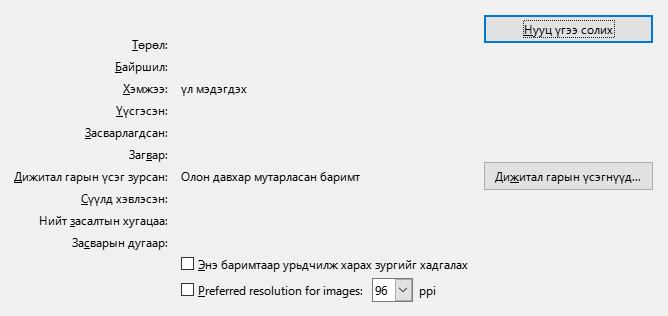 Нууц үгээ солих
Төрөл:
Байршил:
Хэмжээ: үл мэдэгдэх
Үүсгэсэн:
Засварлагдсан:
Загвар:
Дижитал гарын үсэг зурсан: Олон давхар мутарласан баримт Дижитал гарын үсэгнүүд...
Сүүлд хэвлэсэн:
Нийт засалтын хугацаа:
Засварын дугаар:
Энэ баримтаар урьдчилж харах зургийг хадгалах
Preferred resolution for images: 96 ppi